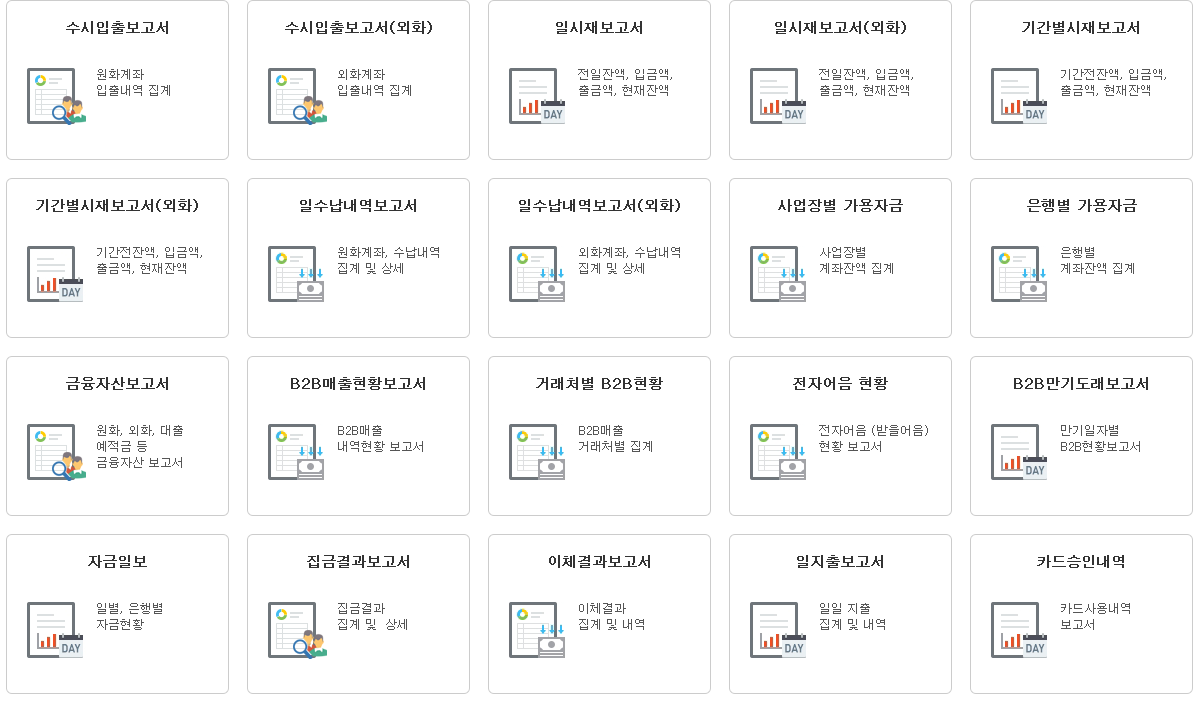 수시입출보고서
원화계좌
입출내역 집계
수시입출보고서(외화)
외화계좌
입출내역 집계
일시재보고서
전일잔액, 입금액,
출금액, 현재잔액
DAY
일시재보고서(외화)
전일잔액, 입금액,
출금액, 현재잔액
DAY
기간별시재보고서
기간전잔액, 입금액,
출금액, 현재잔액
DAY
기간별시재보고서(외화)
기간전잔액, 입금액,
출금액, 현재잔액
DAY
일수납내역보고서
원화계좌, 수납내역
집계 및 상세
일수납내역보고서(외화)
외화계좌, 수납내역
집계 및 상세
사업장별 가용자금
사업장별
계좌잔액 집계
은행별 가용자금
은행별
계좌잔액 집계
금융자산보고서
원화, 외화, 대출
예적금 등
금융자산 보고서
B2B매출현황보고서
B2B매출
내역현황 보고서
거래처별 B2B현황
B2B매출
거래처별 집계
전자어음 현황
전자어음 (받을어음)
현황 보고서
B2B만기도래보고서
만기일자별
B2B현황보고서
DAY
자금일보
일별, 은행별
자금현황
DAY
집금결과보고서
집금결과
집계 및 상세
이체결과보고서
이체결과
집계 및 내역
일지출보고서
일일 지출
집계 및 내역
DAY
카드승인내역
카드사용내역
보고서
DAY